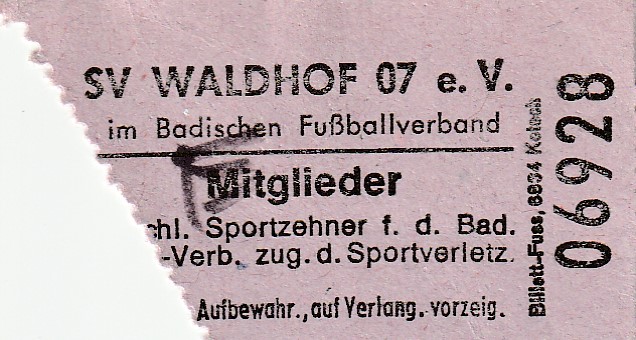 SV WALDHOF 07 e. V.
im Badischen Fußballverband
Mitglieder
chl. Sportzehner f. d. Bad.
-Verb. zug. d. Sportverletz.
Aufbewahr., auf Verlang. vorzeig.
Billett-Fuss, 6834 Ketsch
06928